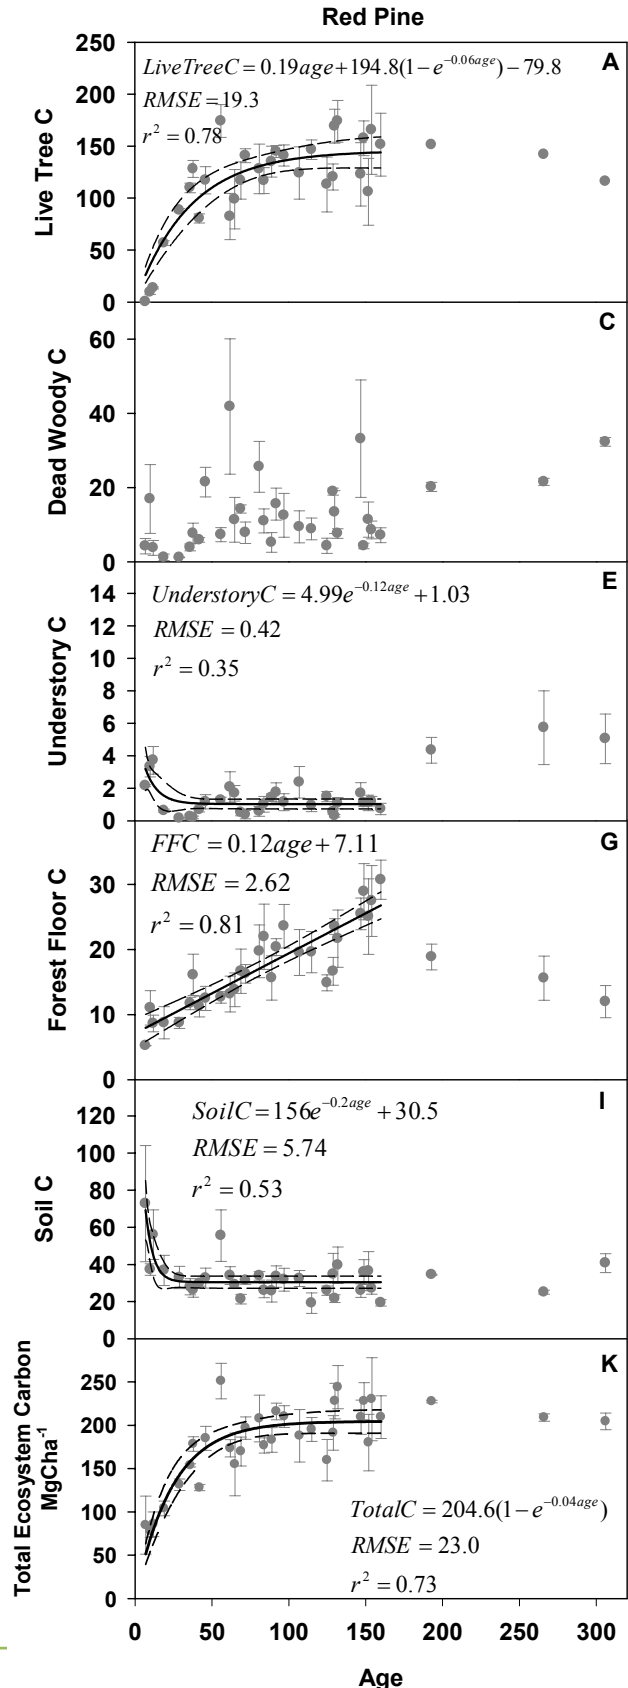 Red Pine
Live Tree C
250
200
150
100
50
0
LiveTreeC = 0.19age + 194.8(1 − e^{−0.06age}) − 79.8
RMSE = 19.3
r² = 0.78
A
Dead Woody C
60
40
20
0
C
Understory C
14
12
10
8
6
4
2
0
UnderstoryC = 4.99e^{−0.12age} + 1.03
RMSE = 0.42
r² = 0.35
E
Forest Floor C
30
20
10
0
FFC = 0.12age + 7.11
RMSE = 2.62
r² = 0.81
G
Soil C
120
100
80
60
40
20
0
SoilC = 156e^{−0.2age} + 30.5
RMSE = 5.74
r² = 0.53
I
Total Ecosystem Carbon
MgCha⁻¹
250
200
150
100
50
0
K
TotalC = 204.6(1 − e^{−0.04age})
RMSE = 23.0
r² = 0.73
0 50 100 150 200 250 300
Age